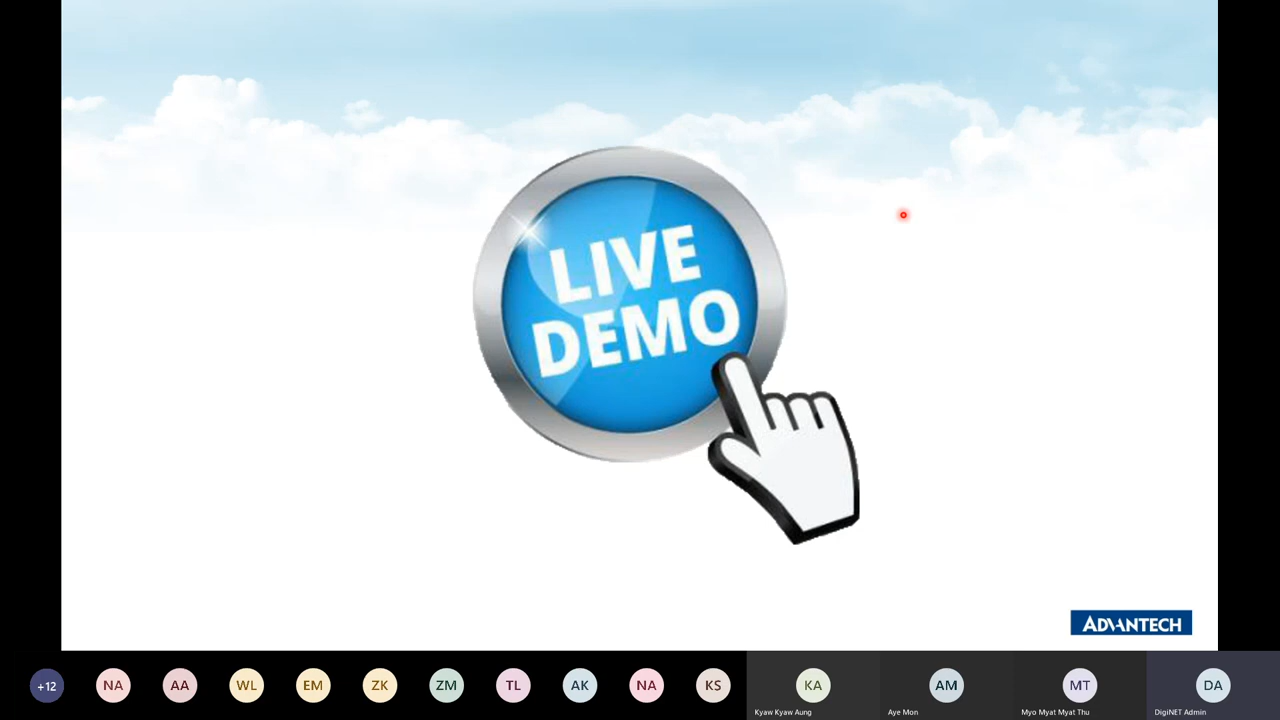 LIVE
DEMO
ADVANTECH
+12
NA
AA
WL
EM
ZK
ZM
TL
AK
NA
KS
KA
AM
MT
DA
Kyaw Kyaw Aung
Aye Mon
Myo Myat Myat Thu
DigiNET Admin